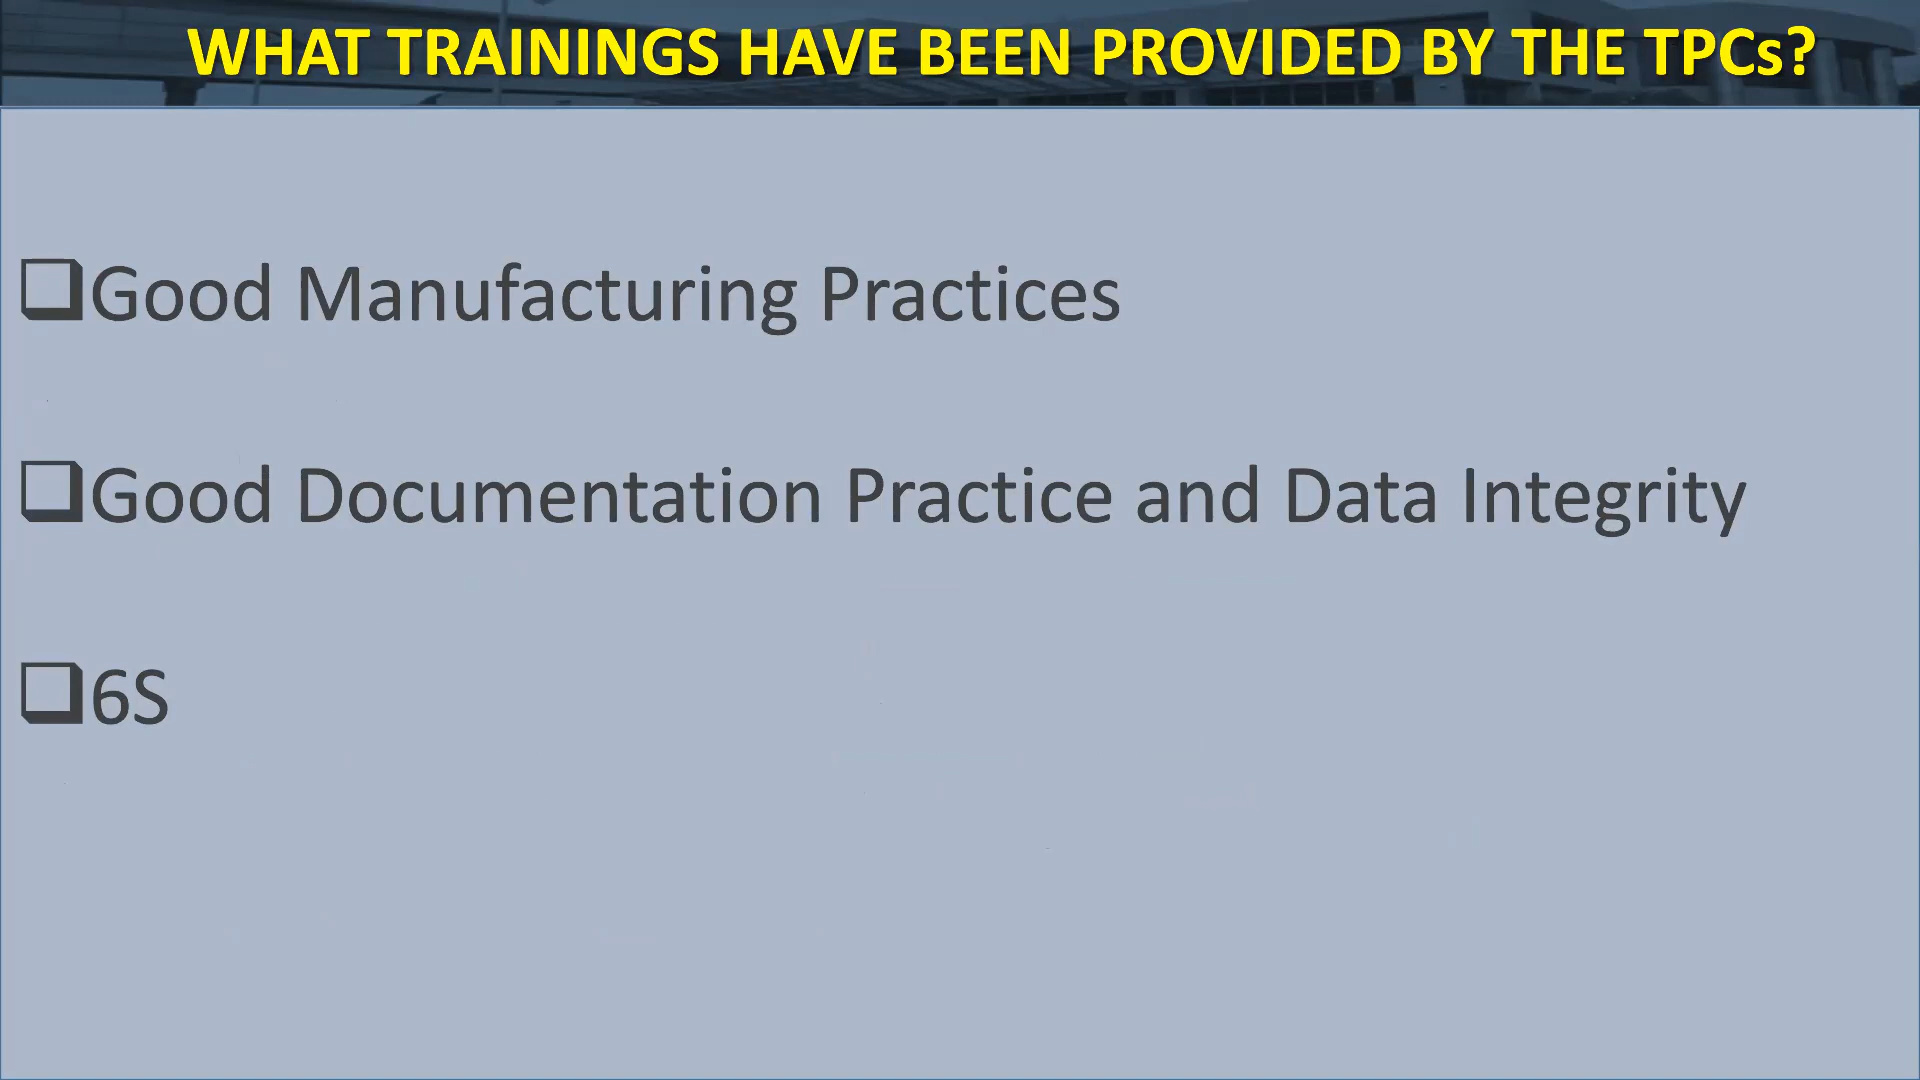 WHAT TRAININGS HAVE BEEN PROVIDED BY THE TPCs?
Good Manufacturing Practices
Good Documentation Practice and Data Integrity
6S